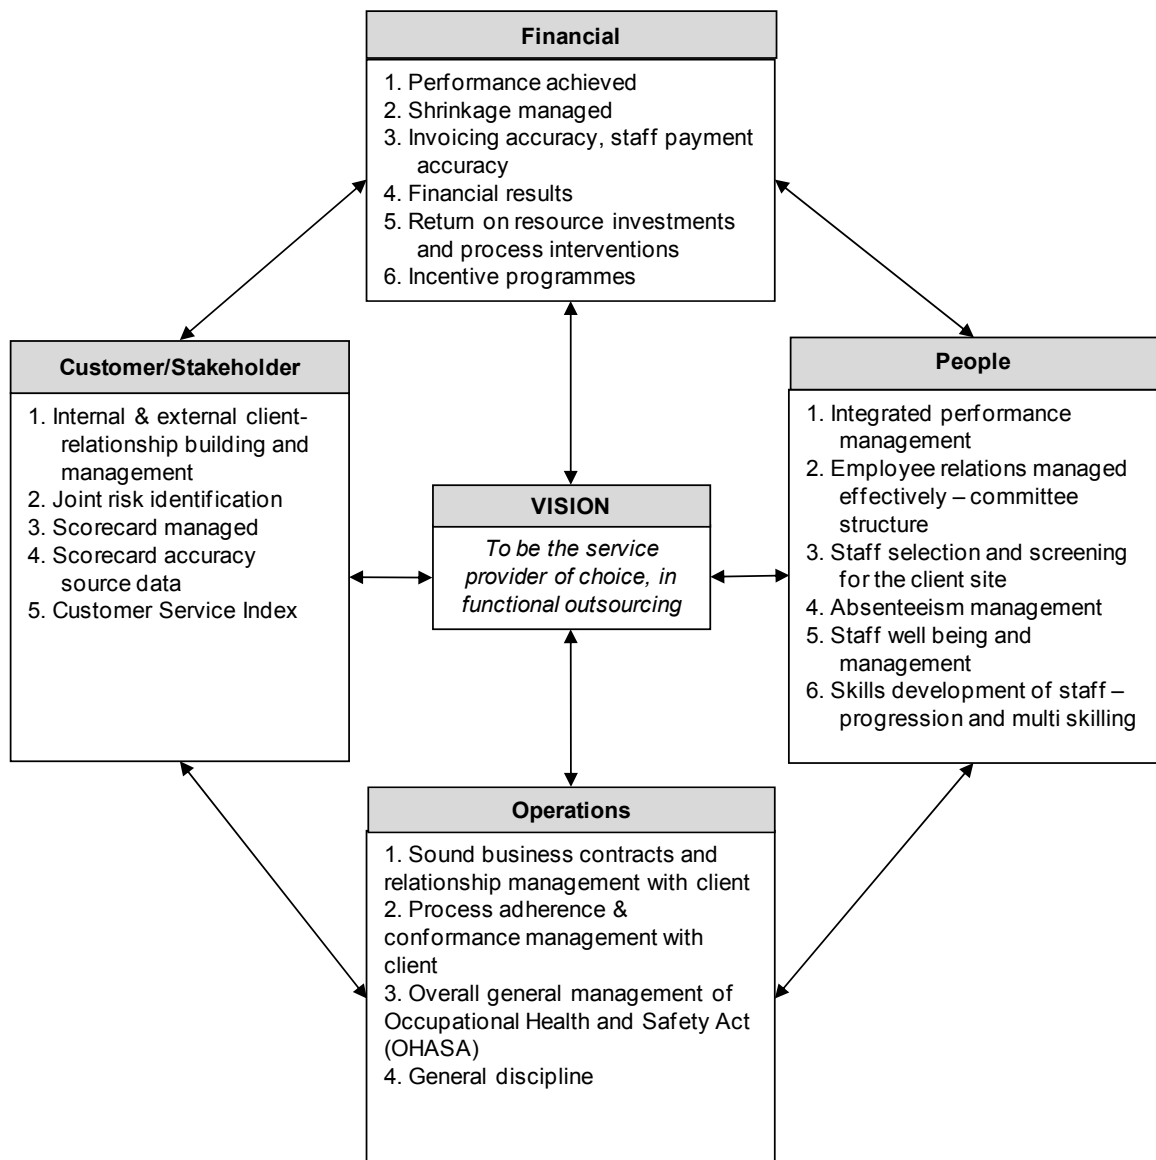 Financial
1. Performance achieved
2. Shrinkage managed
3. Invoicing accuracy, staff payment
accuracy
4. Financial results
5. Return on resource investments
and process interventions
6. Incentive programmes
Customer/Stakeholder
1. Internal & external client-
relationship building and
management
2. Joint risk identification
3. Scorecard managed
4. Scorecard accuracy
source data
5. Customer Service Index
VISION
To be the service
provider of choice, in
functional outsourcing
People
1. Integrated performance
management
2. Employee relations managed
effectively – committee
structure
3. Staff selection and screening
for the client site
4. Absenteeism management
5. Staff well being and
management
6. Skills development of staff –
progression and multi skilling
Operations
1. Sound business contracts and
relationship management with client
2. Process adherence &
conformance management with
client
3. Overall general management of
Occupational Health and Safety Act
(OHASA)
4. General discipline